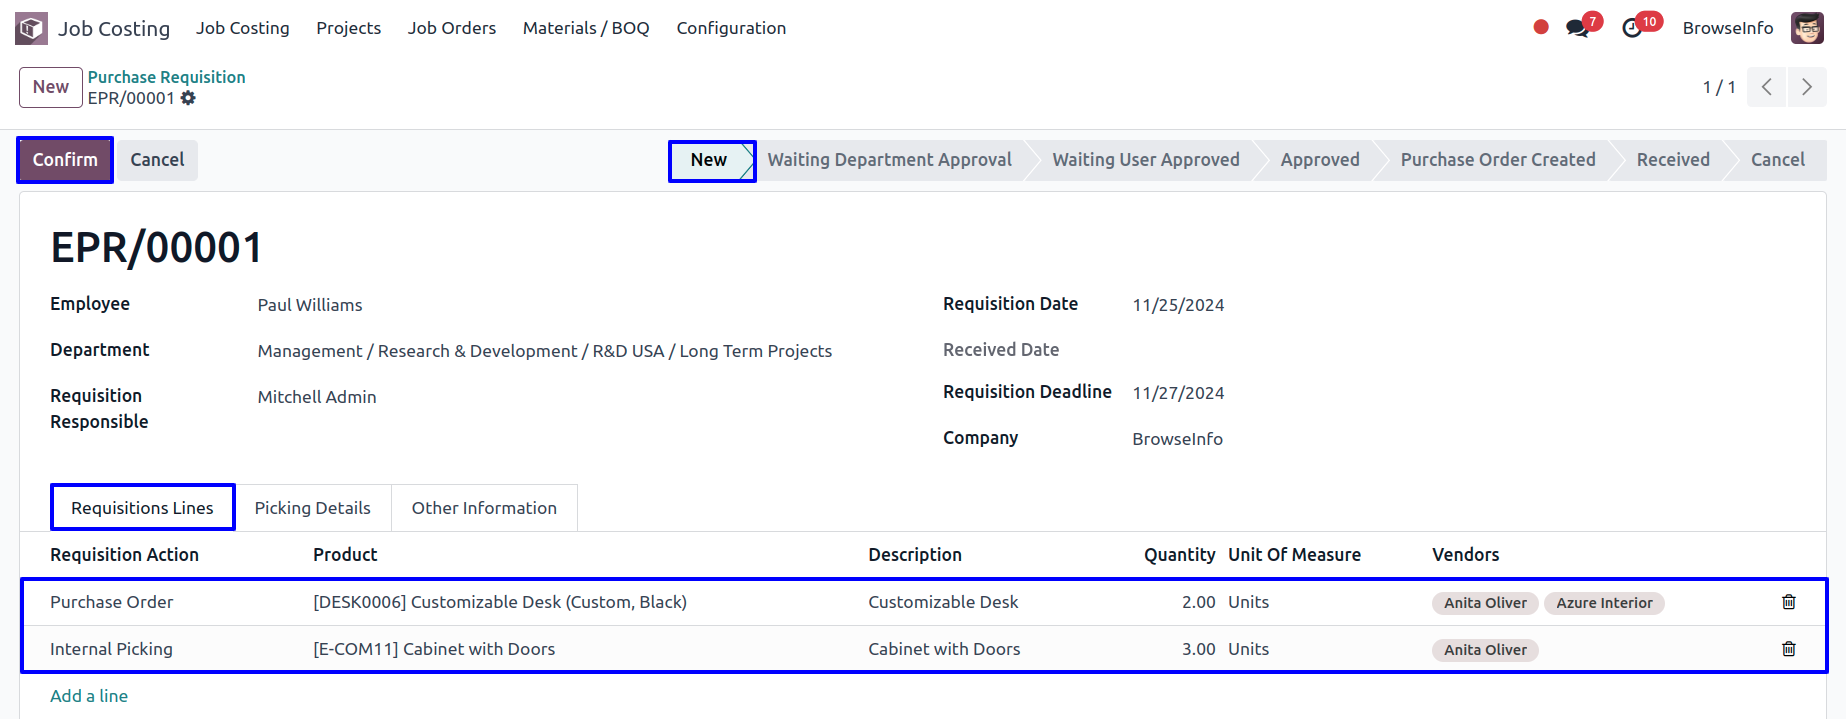 Job Costing Job Costing Projects Job Orders Materials / BOQ Configuration 7 10 BrowseInfo
New Purchase Requisition
EPR/00001 1 / 1
Confirm Cancel New Waiting Department Approval Waiting User Approved Approved Purchase Order Created Received Cancel
EPR/00001
Employee Paul Williams Requisition Date 11/25/2024
Department Management / Research & Development / R&D USA / Long Term Projects Received Date
Requisition Responsible Mitchell Admin Requisition Deadline 11/27/2024
Company BrowseInfo
Requisitions Lines Picking Details Other Information
Requisition Action Product Description Quantity Unit Of Measure Vendors
Purchase Order [DESK0006] Customizable Desk (Custom, Black) Customizable Desk 2.00 Units Anita Oliver Azure Interior
Internal Picking [E-COM11] Cabinet with Doors Cabinet with Doors 3.00 Units Anita Oliver
Add a line